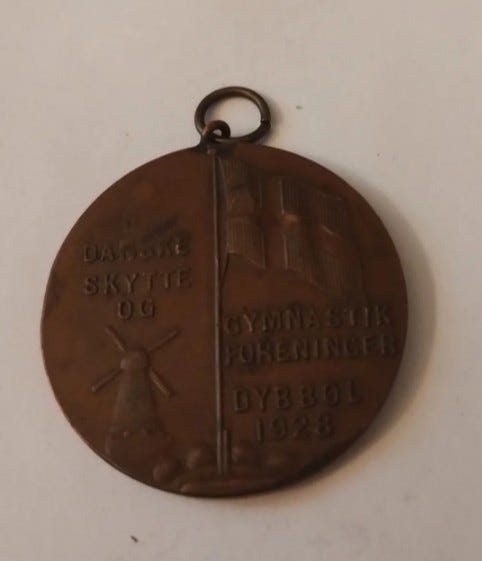 DANSKE
SKYTTE
OG
GYMNASTIK
FORENINGER
DYBBØL
1928